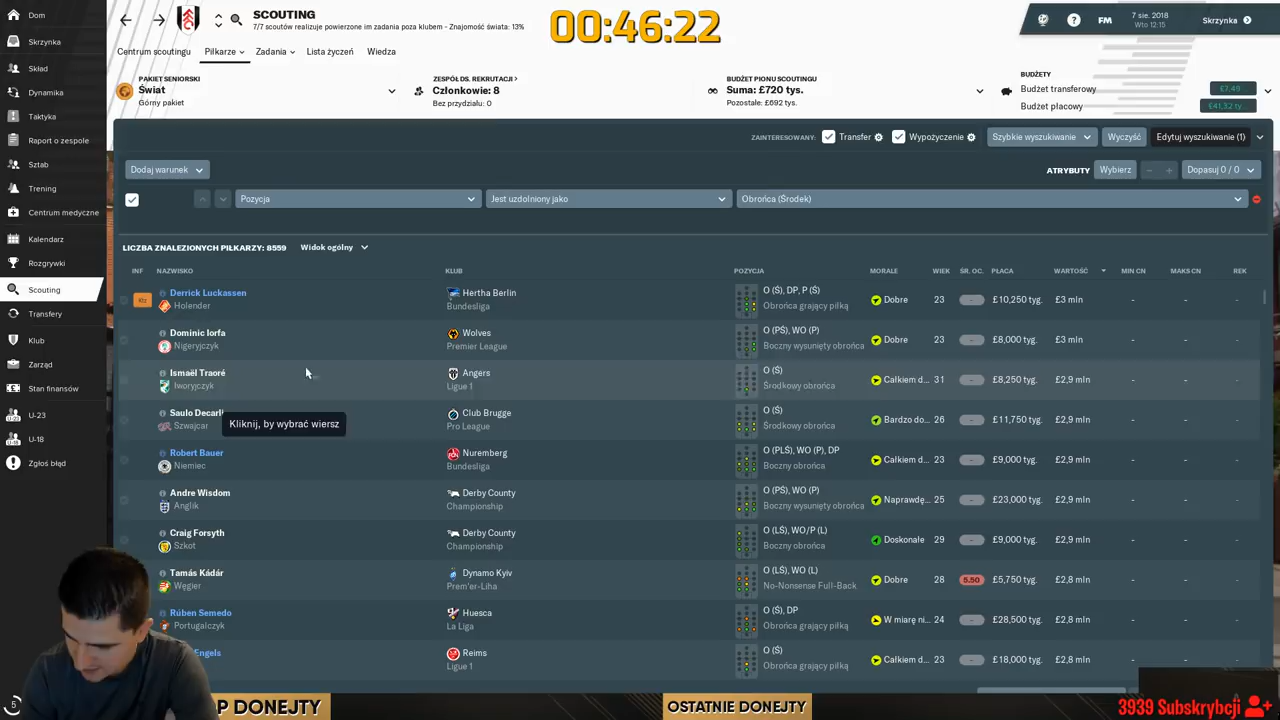 Dom
Skrzynka
Skład
Dynamika
Taktyka
Raport o zespole
Sztab
Trening
Centrum medyczne
Kalendarz
Rozgrywki
Scouting
Transfery
Klub
Zarząd
Stan finansów
U-23
U-18
Zgłoś błąd
SCOUTING
7/7 scoutów realizuje powierzone im zadania poza klubem - Znajomość świata: 13%
00:46:22
FM
7 sie. 2018
Wto 12:15
Skrzynka
Centrum scoutingu
Piłkarze
Zadania
Lista życzeń
Wiedza
PAKIET SENIORSKI
Świat
Górny pakiet
ZESPÓŁ DS. REKRUTACJI >
Członkowie: 8
Bez przydziału: 0
BUDŻET PIONU SCOUTINGU
Suma: £720 tys.
Pozostałe: £692 tys.
BUDŻETY
Budżet transferowy
£7,49
Budżet płacowy
£41,32 ty...
ZAINTERESOWANY:
Transfer
Wypożyczenie
Szybkie wyszukiwanie
Wyczyść
Edytuj wyszukiwanie (1)
Dodaj warunek
ATRYBUTY
Wybierz
Dopasuj 0 / 0
Pozycja
Jest uzdolniony jako
Obrońca (Środek)
LICZBA ZNALEZIONYCH PIŁKARZY: 8559
Widok ogólny
INF NAZWISKO KLUB POZYCJA MORALE WIEK ŚR. OC. PŁACA WARTOŚĆ MIN CN MAKS CN REK
Derrick Luckassen Hertha Berlin O (Ś), DP, P (Ś) Dobre 23 - £10,250 tyg. £3 mln - - -
Holender Bundesliga Obrońca grający piłką
Dominic Iorfa Wolves O (PŚ), WO (P) Dobre 23 - £8,000 tyg. £3 mln - - -
Nigeryjczyk Premier League Boczny wysunięty obrońca
Ismaël Traoré Angers O (Ś) Całkiem d... 31 - £8,250 tyg. £2,9 mln - - -
Iworyjczyk Ligue 1 Środkowy obrońca
Saulo Decarli Club Brugge O (Ś) Bardzo do... 26 - £11,750 tyg. £2,9 mln - - -
Szwajcar Pro League Środkowy obrońca
Kliknij, by wybrać wiersz
Robert Bauer Nuremberg O (PLŚ), WO (P), DP Całkiem d... 23 - £9,000 tyg. £2,9 mln - - -
Niemiec Bundesliga Boczny obrońca
Andre Wisdom Derby County O (PŚ), WO (P) Naprawdę... 25 - £23,000 tyg. £2,9 mln - - -
Anglik Championship Boczny wysunięty obrońca
Craig Forsyth Derby County O (LŚ), WO/P (L) Doskonałe 29 - £9,000 tyg. £2,9 mln - - -
Szkot Championship Boczny obrońca
Tamás Kádár Dynamo Kyiv O (LŚ), WO (L) Dobre 28 5.50 £5,750 tyg. £2,8 mln - - -
Węgier Prem'er-Liha No-Nonsense Full-Back
Rúben Semedo Huesca O (Ś), DP W miarę ni... 24 - £28,500 tyg. £2,8 mln - - -
Portugalczyk La Liga Obrońca grający piłką
Engels Reims O (Ś) Całkiem d... 23 - £18,000 tyg. £2,8 mln - - -
Ligue 1 Obrońca grający piłką
5
P DONEJTY
OSTATNIE DONEJTY
3939 Subskrybcji